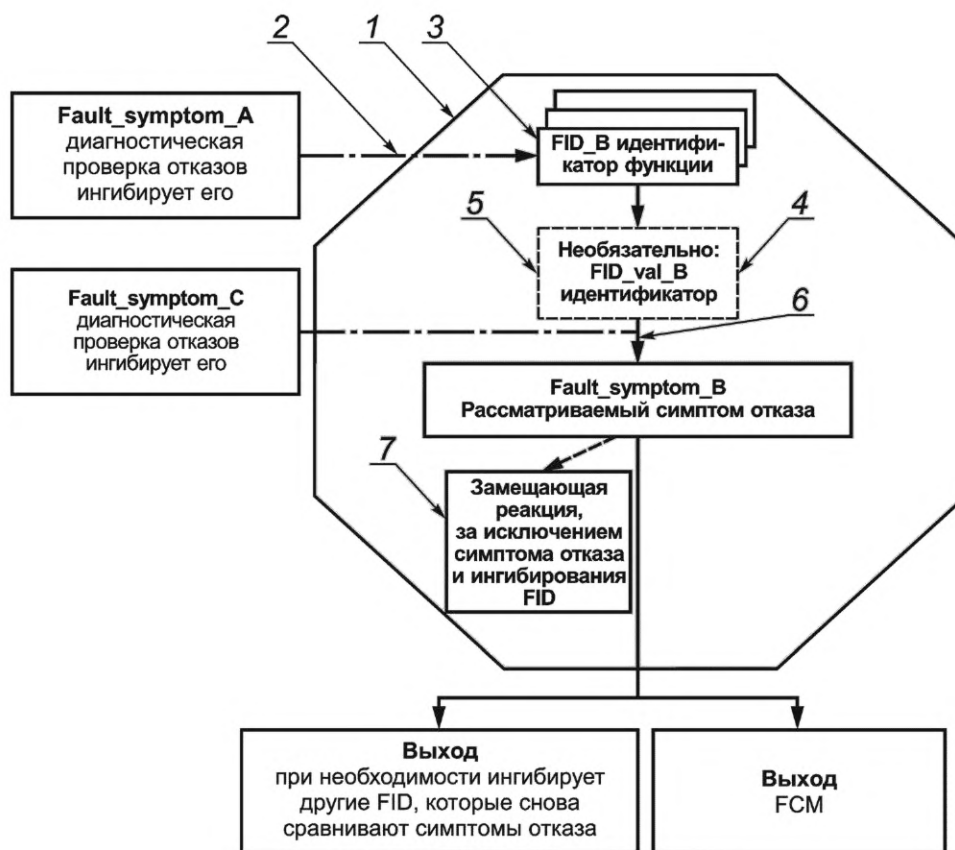 2
1
3
Fault_symptom_A
диагностическая
проверка отказов
ингибирует его
FID_B идентифи-
катор функции
5
4
Необязательно:
FID_val_B
идентификатор
Fault_symptom_C
диагностическая
проверка отказов
ингибирует его
6
Fault_symptom_B
Рассматриваемый симптом отказа
7
Замещающая
реакция,
за исключением
симптома отказа
и ингибирования
FID
Выход
при необходимости ингибирует
другие FID, которые снова
сравнивают симптомы отказа
Выход
FCM